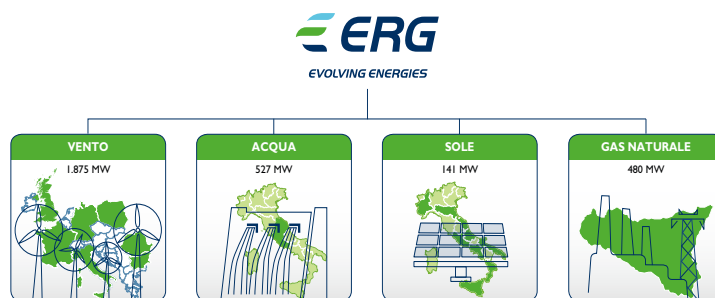 ERG
EVOLVING ENERGIES
VENTO
1.875 MW
ACQUA
527 MW
SOLE
141 MW
GAS NATURALE
480 MW